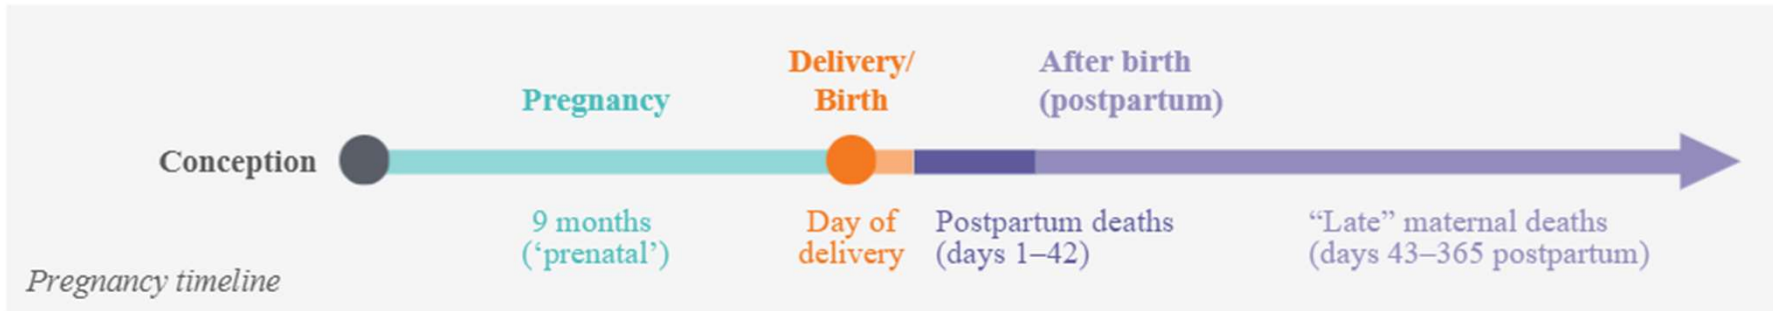 Delivery/
Birth
After birth
(postpartum)
Pregnancy
Conception
9 months
(‘prenatal’)
Day of
delivery
Postpartum deaths
(days 1–42)
“Late” maternal deaths
(days 43–365 postpartum)
Pregnancy timeline